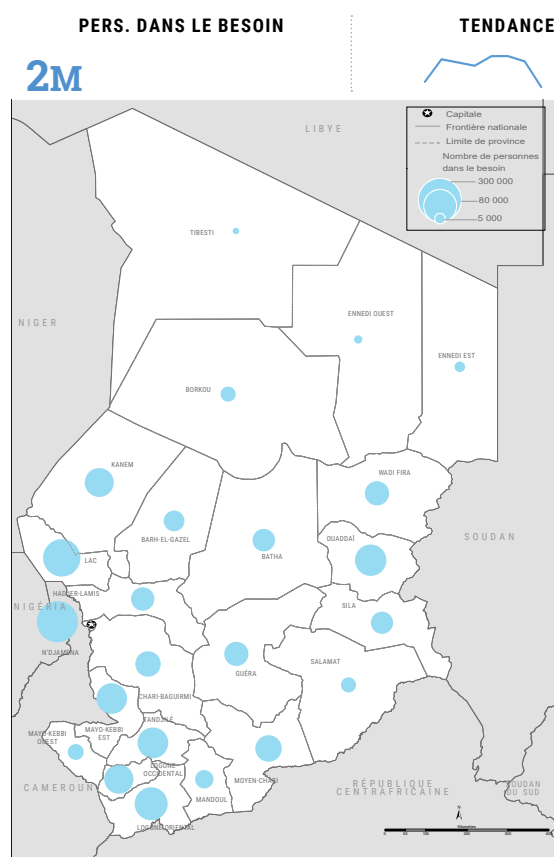 PERS. DANS LE BESOIN
TENDANCE
2M
LIBYE
Capitale
Frontière nationale
Limite de province
Nombre de personnes
dans le besoin
300 000
80 000
5 000
TIBESTI
NIGER
ENNEDI OUEST
ENNEDI EST
BORKOU
KANEM
WADI FIRA
BARH-EL-GAZEL
BATHA
OUADDAÏ
SOUDAN
LAC
HADJER-LAMIS
NIGÉRIA
SILA
N'DJAMENA
GUÉRA
SALAMAT
CHARI-BAGUIRMI
TANDJILÉ
MAYO-KEBBI
OUEST
MAYO-KEBBI
EST
LOGONE
OCCIDENTAL
MOYEN-CHARI
MANDOUL
CAMEROUN
RÉPUBLIQUE
CENTRAFRICAINE
SOUDAN
DU SUD
LOGONE ORIENTAL
N